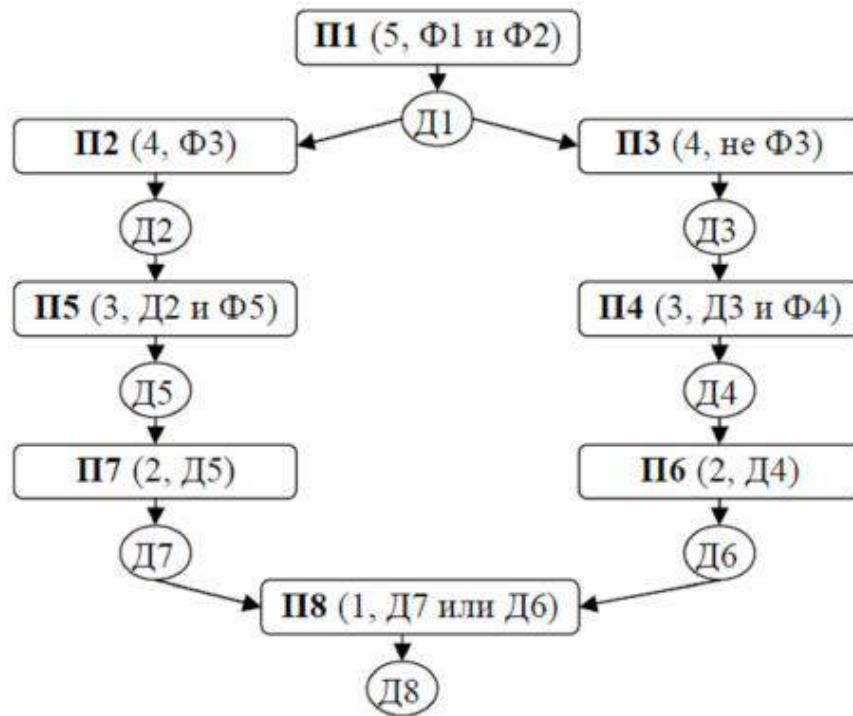 П1 (5, Ф1 и Ф2)
Д1
П2 (4, Ф3)
П3 (4, не Ф3)
Д2
Д3
П5 (3, Д2 и Ф5)
П4 (3, Д3 и Ф4)
Д5
Д4
П7 (2, Д5)
П6 (2, Д4)
Д7
Д6
П8 (1, Д7 или Д6)
Д8